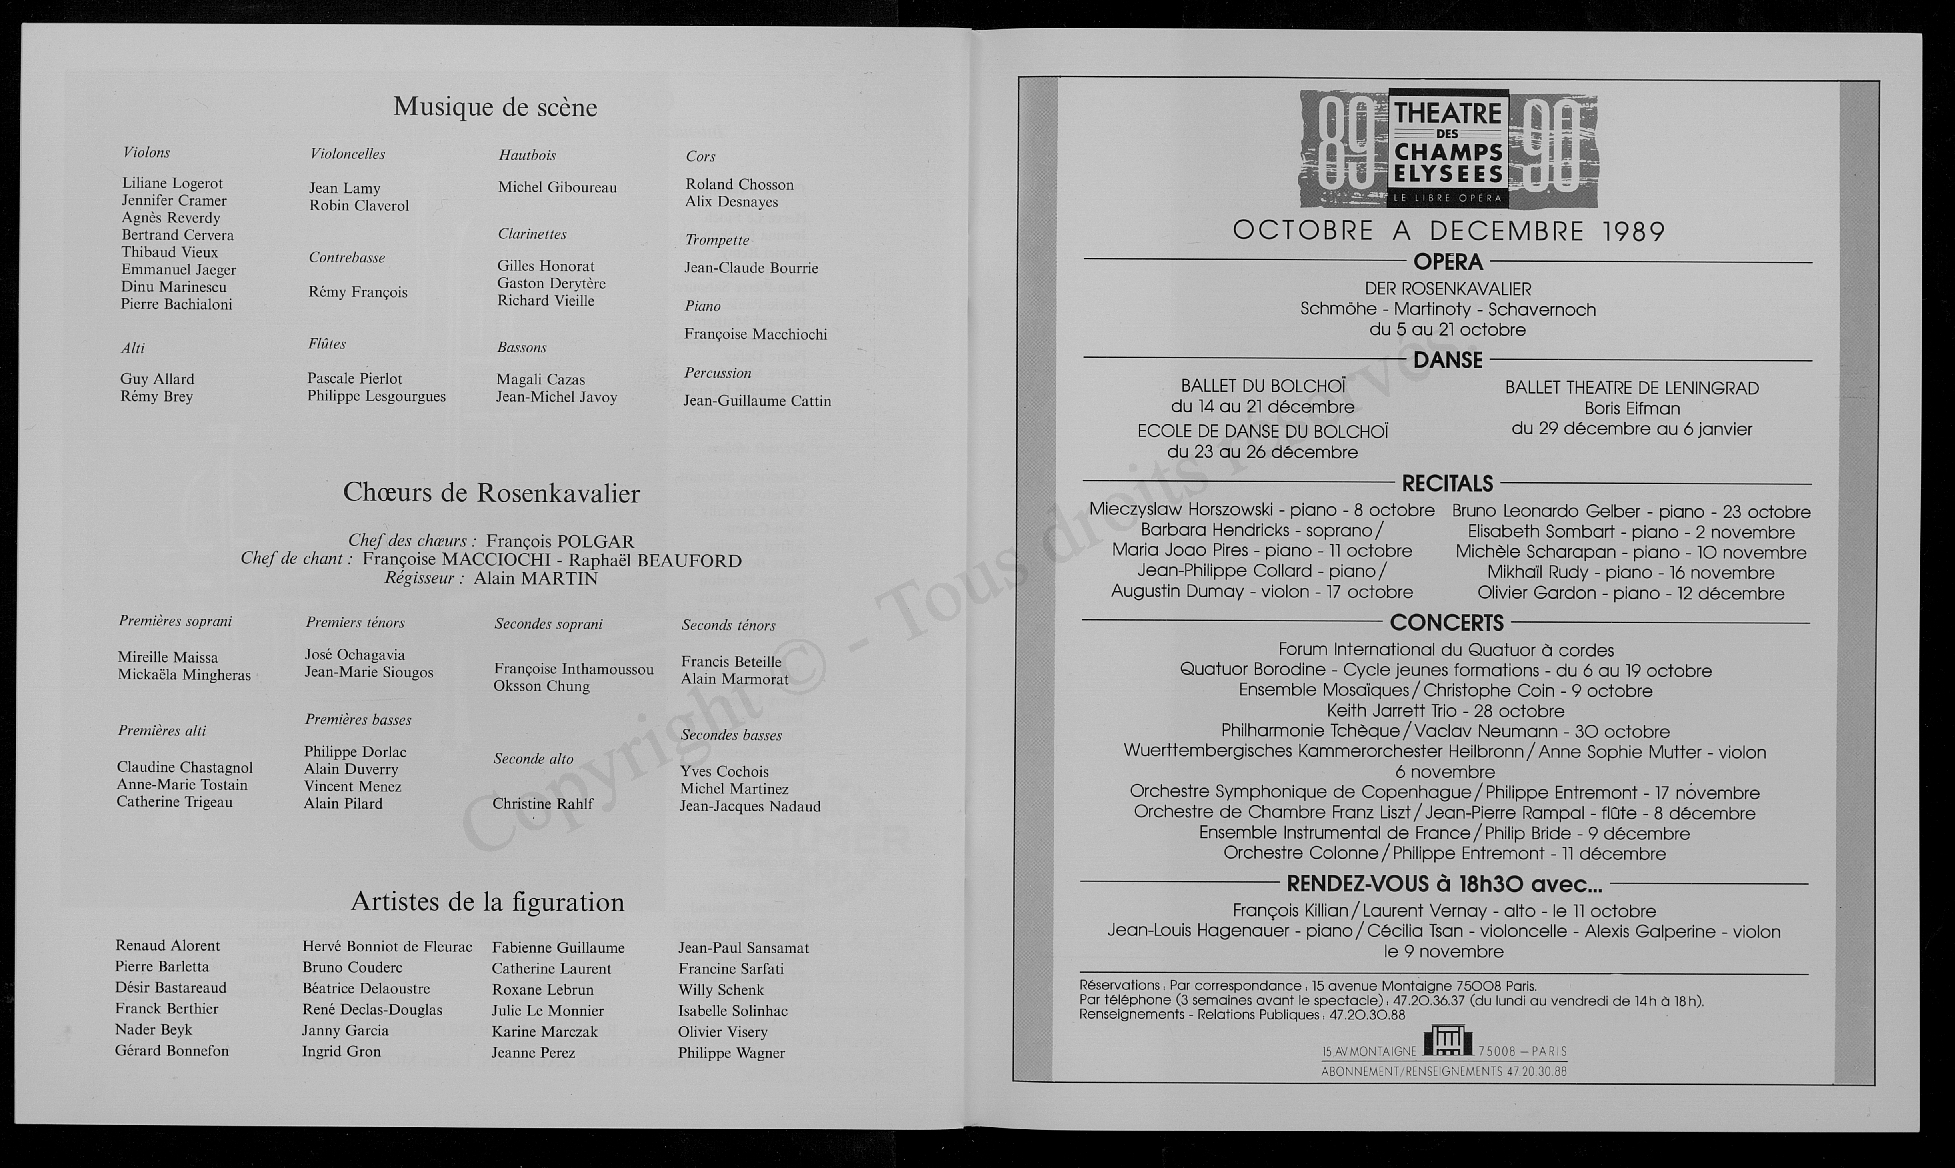 Musique de scène
Violons
Liliane Logerot
Jennifer Cramer
Agnès Reverdy
Bertrand Cervera
Thibaud Vieux
Emmanuel Jaeger
Dinu Marinescu
Pierre Bachialoni
Alti
Guy Allard
Rémy Brey
Violoncelles
Jean Lamy
Robin Claverol
Contrebasse
Rémy François
Flûtes
Pascale Pierlot
Philippe Lesgourgues
Hautbois
Michel Giboureau
Clarinettes
Gilles Honorat
Gaston Derytère
Richard Vieille
Bassons
Magali Cazas
Jean-Michel Javoy
Cors
Roland Chosson
Alix Desnayes
Trompette
Jean-Claude Bourrie
Piano
Françoise Macchiochi
Percussion
Jean-Guillaume Cattin
Chœurs de Rosenkavalier
Chef des chœurs : François POLGAR
Chef de chant : Françoise MACCIOCHI - Raphaël BEAUFORD
Régisseur : Alain MARTIN
Premières soprani
Mireille Maissa
Mickaëla Mingheras
Premières alti
Claudine Chastagnol
Anne-Marie Tostain
Catherine Trigeau
Premiers ténors
José Ochagavia
Jean-Marie Siougos
Premières basses
Philippe Dorlac
Alain Duverry
Vincent Menez
Alain Pilard
Secondes soprani
Françoise Inthamoussou
Oksson Chung
Seconde alto
Christine Rahlf
Seconds ténors
Francis Beteille
Alain Marmorat
Secondes basses
Yves Cochois
Michel Martinez
Jean-Jacques Nadaud
Artistes de la figuration
Renaud Alorent
Pierre Barletta
Désir Bastareaud
Franck Berthier
Nader Beyk
Gérard Bonnefon
Hervé Bonniot de Fleurac
Bruno Couderc
Béatrice Delaoustre
René Declas-Douglas
Janny Garcia
Ingrid Gron
Fabienne Guillaume
Catherine Laurent
Roxane Lebrun
Julie Le Monnier
Karine Marczak
Jeanne Perez
Jean-Paul Sansamat
Francine Sarfati
Willy Schenk
Isabelle Solinhac
Olivier Visery
Philippe Wagner
Copyright © - Tous droits réservés.
89 THEATRE DES CHAMPS ELYSEES 90
LE LIBRE OPERA
OCTOBRE A DECEMBRE 1989
OPERA
DER ROSENKAVALIER
Schmöhe - Martinoty - Schavernoch
du 5 au 21 octobre
DANSE
BALLET DU BOLCHOÏ
du 14 au 21 décembre
ECOLE DE DANSE DU BOLCHOÏ
du 23 au 26 décembre
BALLET THEATRE DE LENINGRAD
Boris Eifman
du 29 décembre au 6 janvier
RECITALS
Mieczyslaw Horszowski - piano - 8 octobre
Barbara Hendricks - soprano /
Maria Joao Pires - piano - 11 octobre
Jean-Philippe Collard - piano /
Augustin Dumay - violon - 17 octobre
Bruno Leonardo Gelber - piano - 23 octobre
Elisabeth Sombart - piano - 2 novembre
Michèle Scharapan - piano - 10 novembre
Mikhaïl Rudy - piano - 16 novembre
Olivier Gardon - piano - 12 décembre
CONCERTS
Forum International du Quatuor à cordes
Quatuor Borodine - Cycle jeunes formations - du 6 au 19 octobre
Ensemble Mosaïques / Christophe Coin - 9 octobre
Keith Jarrett Trio - 28 octobre
Philharmonie Tchèque / Vaclav Neumann - 30 octobre
Wuerttembergisches Kammerorchester Heilbronn / Anne Sophie Mutter - violon
6 novembre
Orchestre Symphonique de Copenhague / Philippe Entremont - 17 novembre
Orchestre de Chambre Franz Liszt / Jean-Pierre Rampal - flûte - 8 décembre
Ensemble Instrumental de France / Philip Bride - 9 décembre
Orchestre Colonne / Philippe Entremont - 11 décembre
RENDEZ-VOUS à 18h30 avec...
François Killian / Laurent Vernay - alto - le 11 octobre
Jean-Louis Hagenauer - piano / Cécilia Tsan - violoncelle - Alexis Galperine - violon
le 9 novembre
Réservations : Par correspondance : 15 avenue Montaigne 75008 Paris.
Par téléphone (3 semaines avant le spectacle) : 47.20.36.37 (du lundi au vendredi de 14h à 18h).
Renseignements - Relations Publiques : 47.20.30.88
15 AV MONTAIGNE 75008 – PARIS
ABONNEMENT/RENSEIGNEMENTS 47 20.30.88